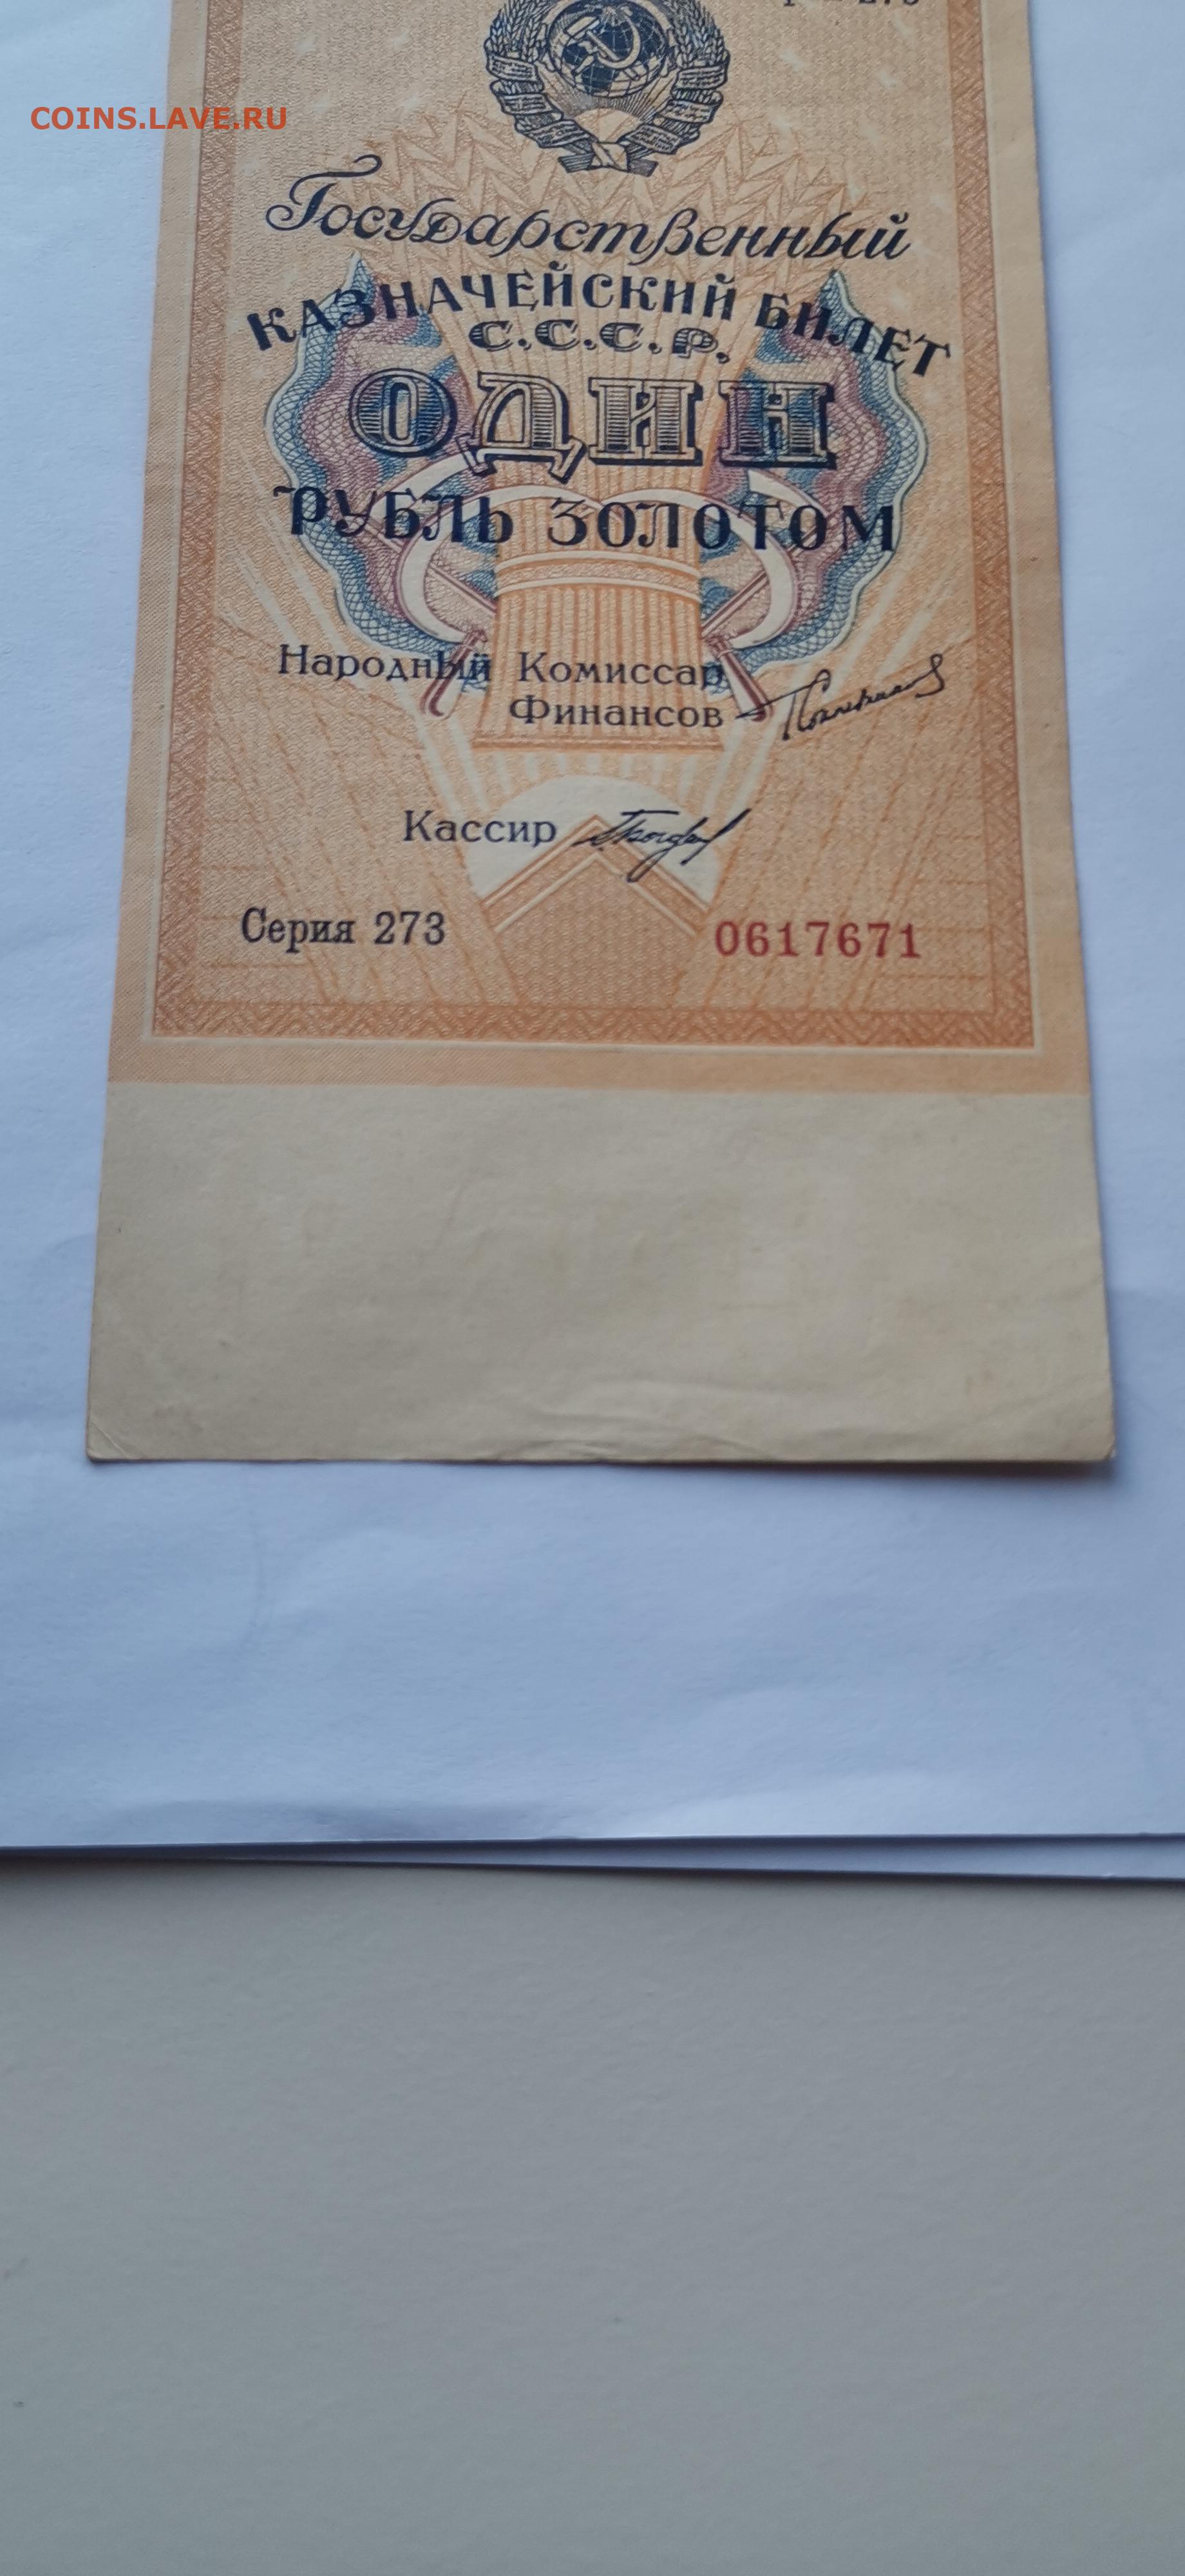 COINS.LAVE.RU
Государственный
КАЗНАЧЕЙСКИЙ БИЛЕТ
С.С.С.Р.
ОДИН
РУБЛЬ ЗОЛОТОМ
Народный Комиссар
Финансов
Кассир
Серия 273 0617671